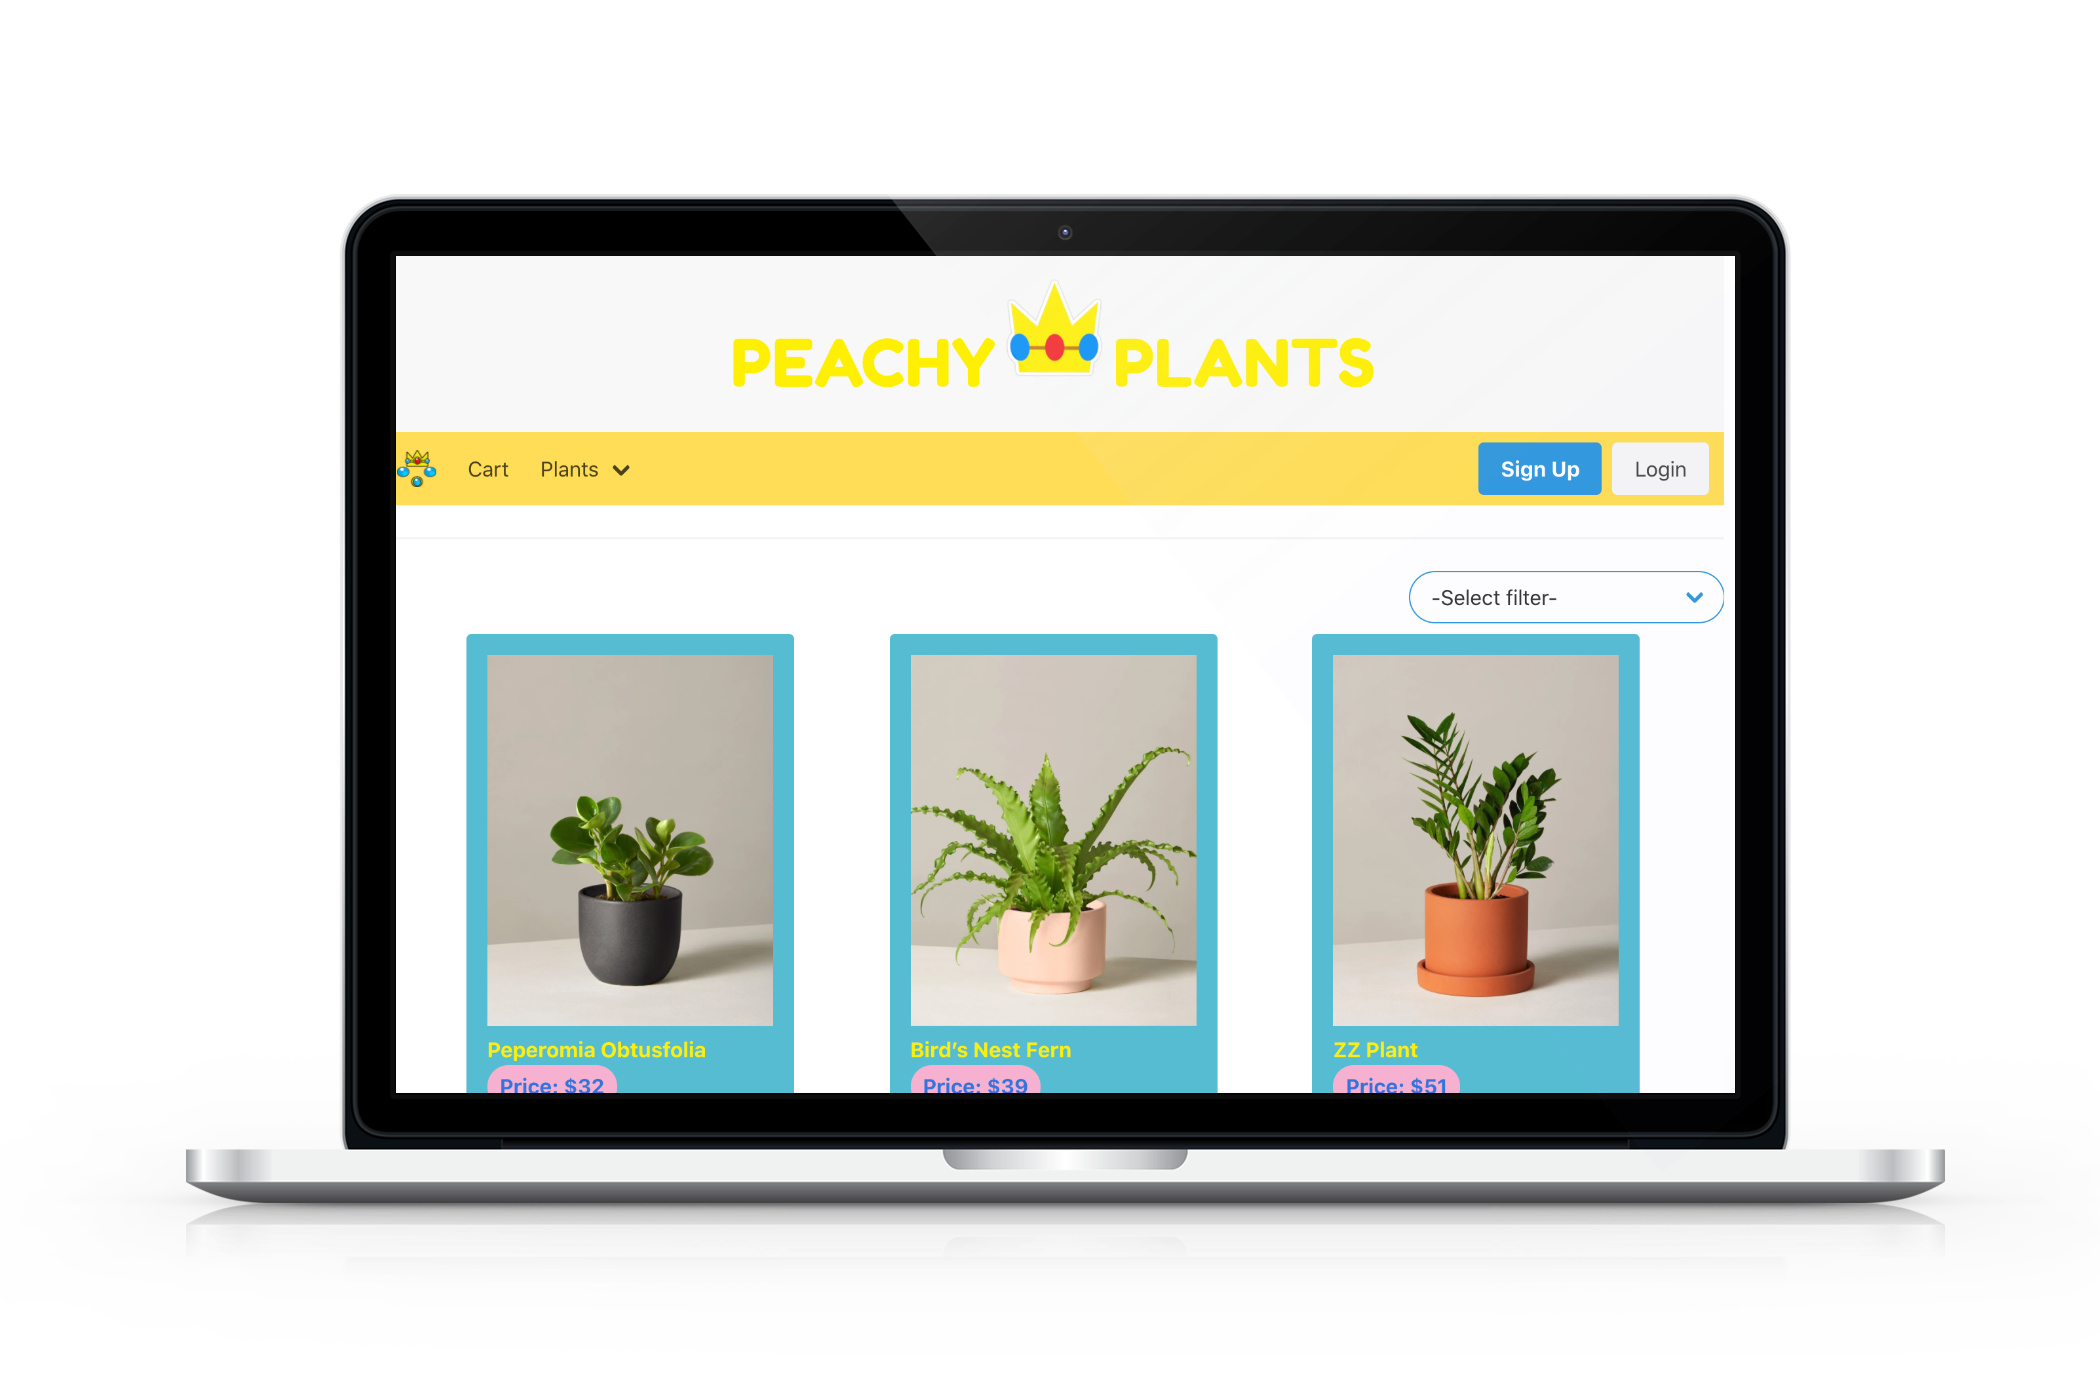 PEACHY PLANTS
Cart Plants Sign Up Login
-Select filter-
Peperomia Obtusfolia Bird's Nest Fern ZZ Plant
Price: $32 Price: $39 Price: $51